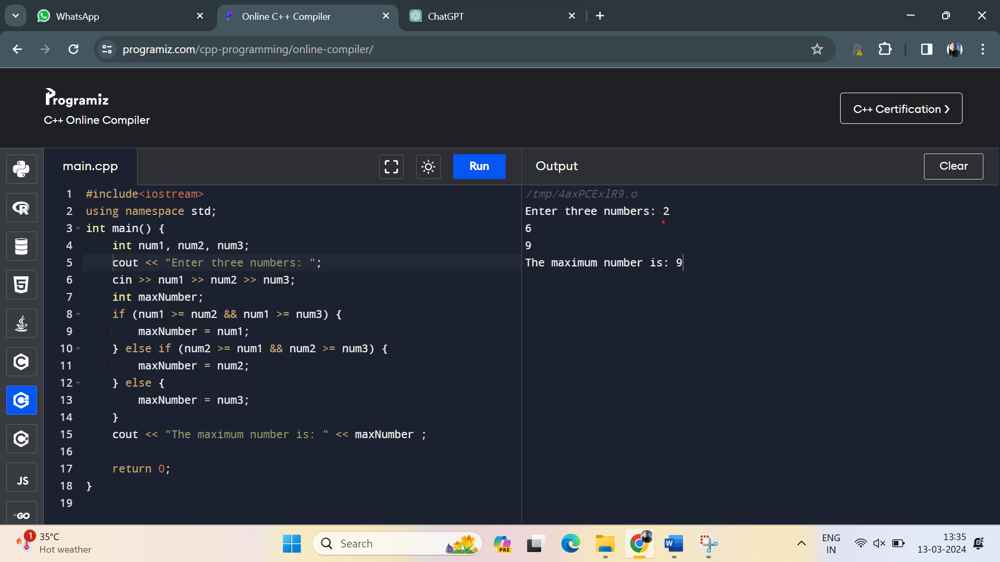 WhatsApp
Online C++ Compiler
ChatGPT
programiz.com/cpp-programming/online-compiler/
Programiz
C++ Online Compiler
C++ Certification ❯
main.cpp
Run
Output
Clear
1 #include<iostream>
2 using namespace std;
3 int main() {
4     int num1, num2, num3;
5     cout << "Enter three numbers: ";
6     cin >> num1 >> num2 >> num3;
7     int maxNumber;
8     if (num1 >= num2 && num1 >= num3) {
9         maxNumber = num1;
10     } else if (num2 >= num1 && num2 >= num3) {
11         maxNumber = num2;
12     } else {
13         maxNumber = num3;
14     }
15     cout << "The maximum number is: " << maxNumber ;
16
17     return 0;
18 }
19
/tmp/4axPCExlR9.o
Enter three numbers: 2
6
9
The maximum number is: 9
R
5
C
C++
C#
JS
GO
1
35°C
Hot weather
Search
PRE
W
ENG
IN
13:35
13-03-2024